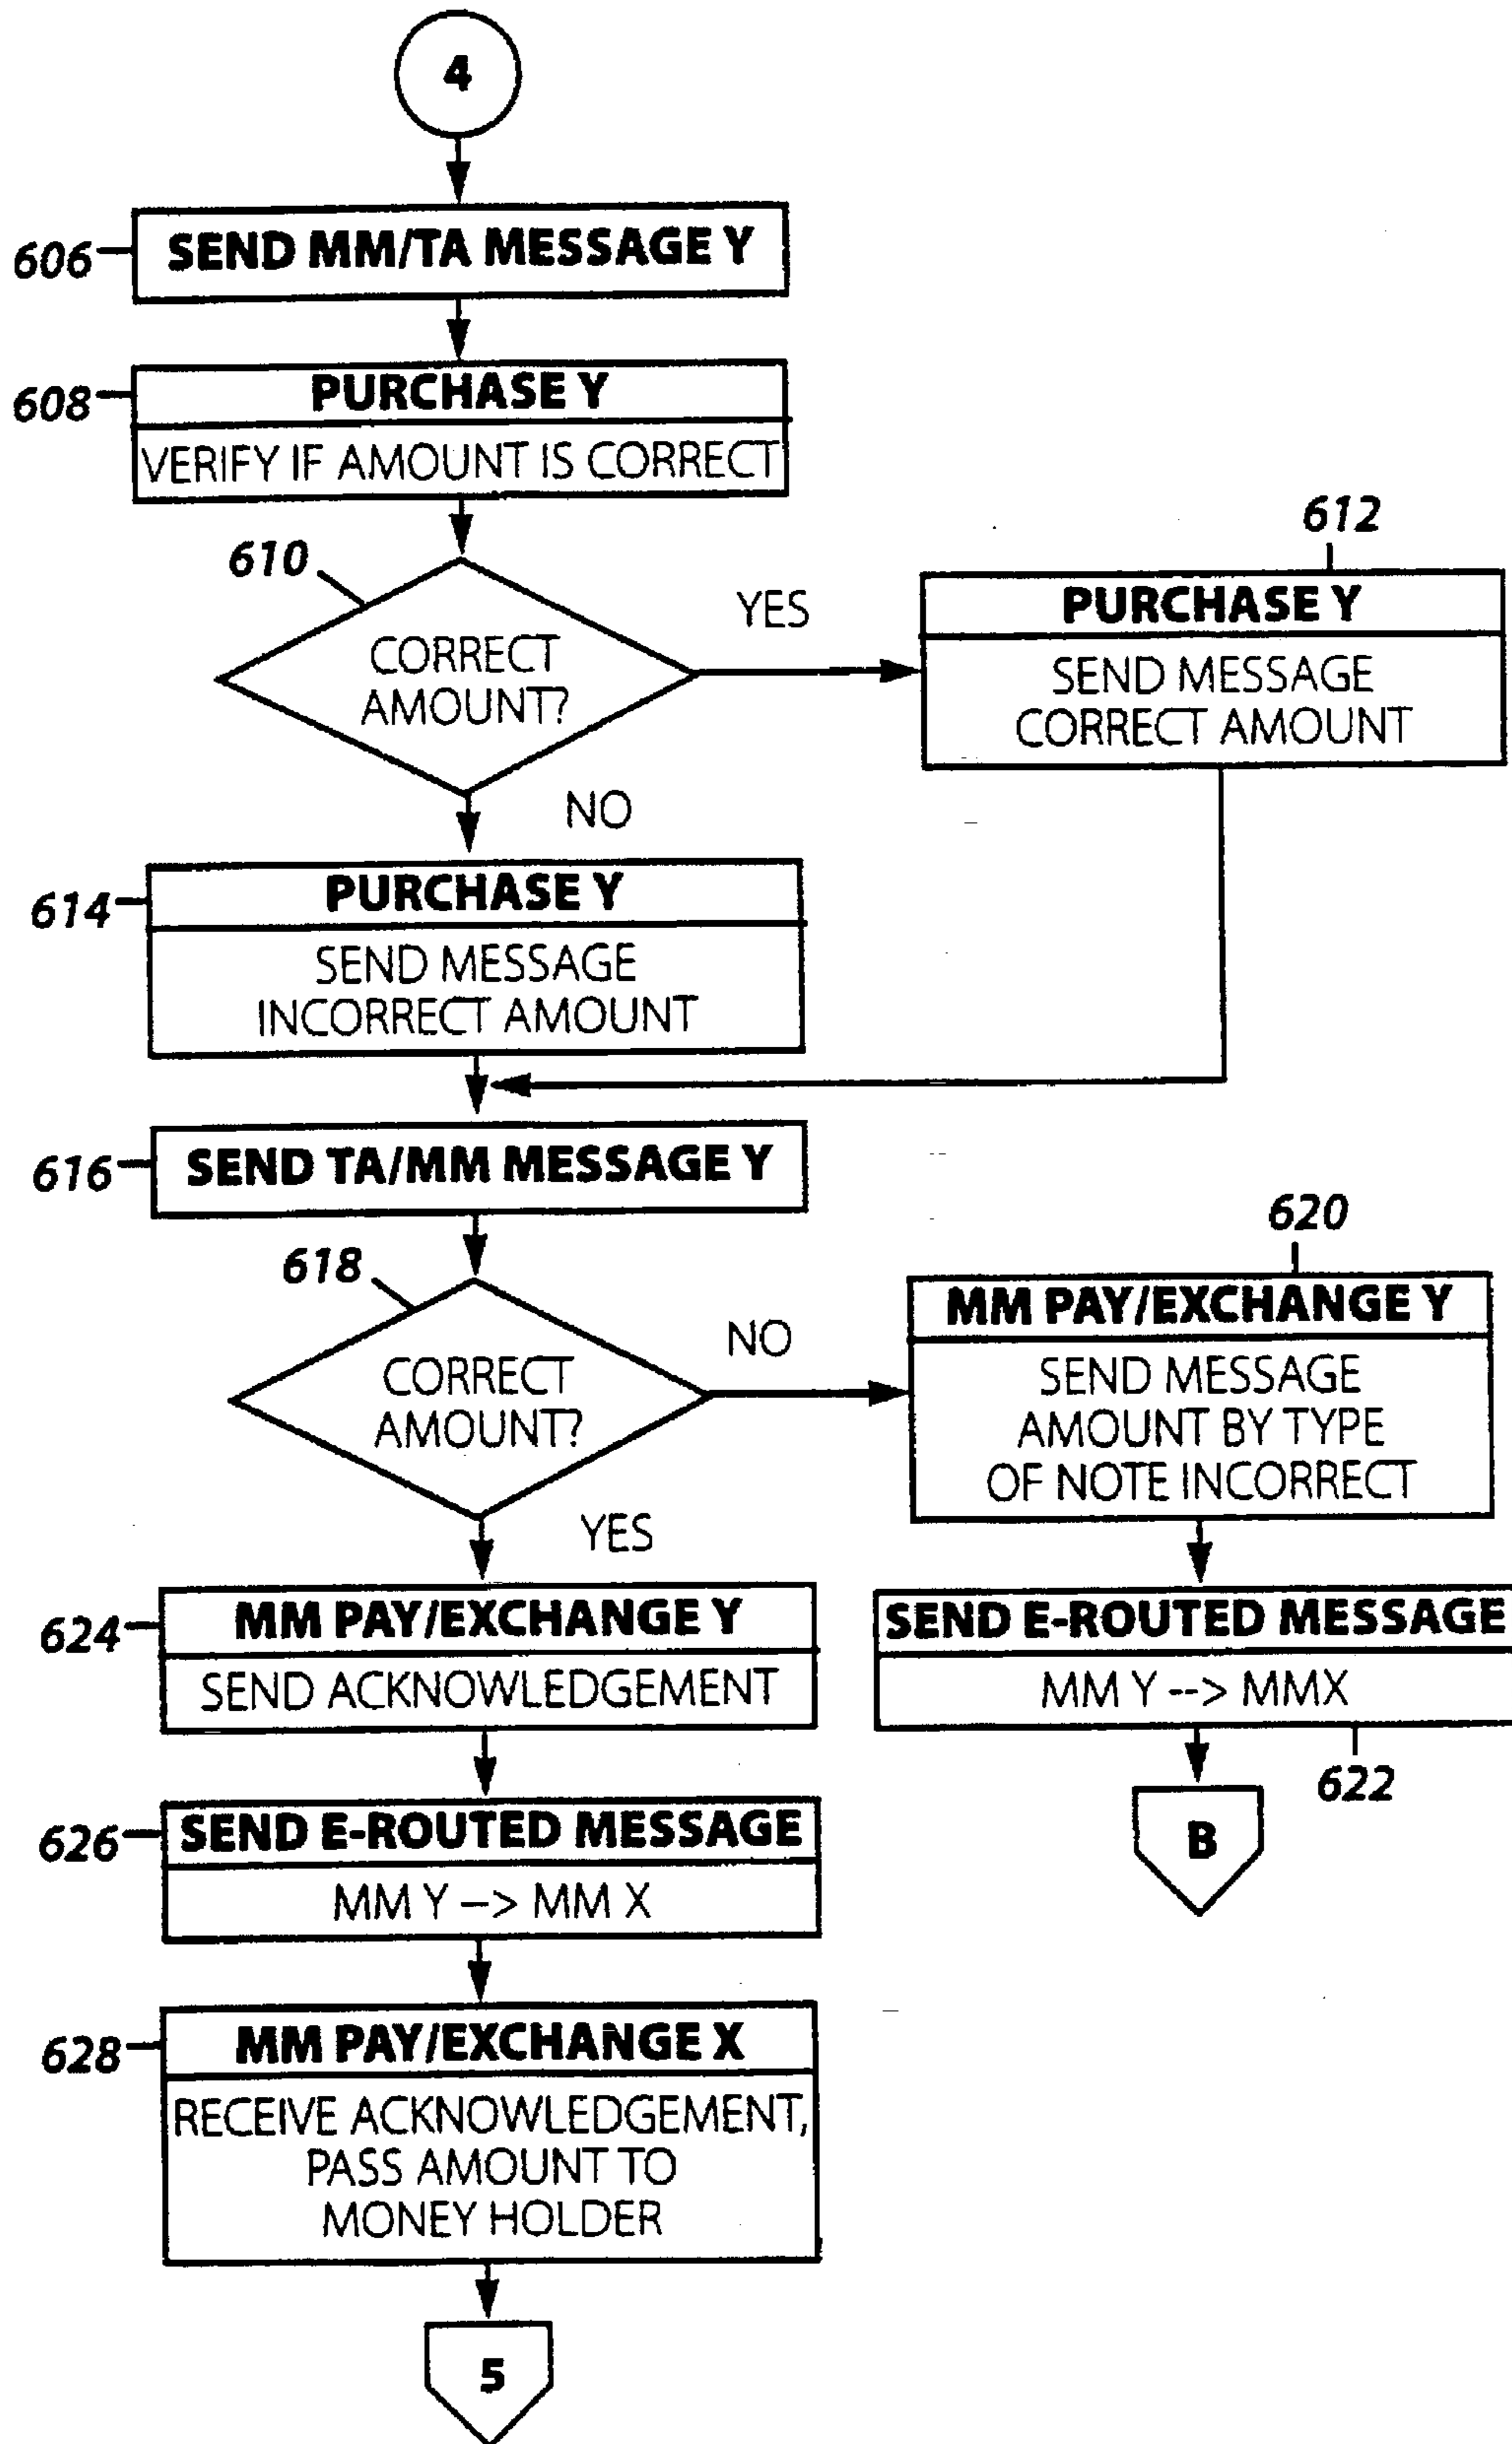 4
606
SEND MM/TA MESSAGE Y
608
PURCHASE Y
VERIFY IF AMOUNT IS CORRECT
610
CORRECT
AMOUNT?
YES
612
PURCHASE Y
SEND MESSAGE
CORRECT AMOUNT
NO
614
PURCHASE Y
SEND MESSAGE
INCORRECT AMOUNT
616
SEND TA/MM MESSAGE Y
618
CORRECT
AMOUNT?
NO
620
MM PAY/EXCHANGE Y
SEND MESSAGE
AMOUNT BY TYPE
OF NOTE INCORRECT
SEND E-ROUTED MESSAGE
MM Y --> MMX
622
B
YES
624
MM PAY/EXCHANGE Y
SEND ACKNOWLEDGEMENT
626
SEND E-ROUTED MESSAGE
MM Y –> MM X
628
MM PAY/EXCHANGE X
RECEIVE ACKNOWLEDGEMENT,
PASS AMOUNT TO
MONEY HOLDER
5